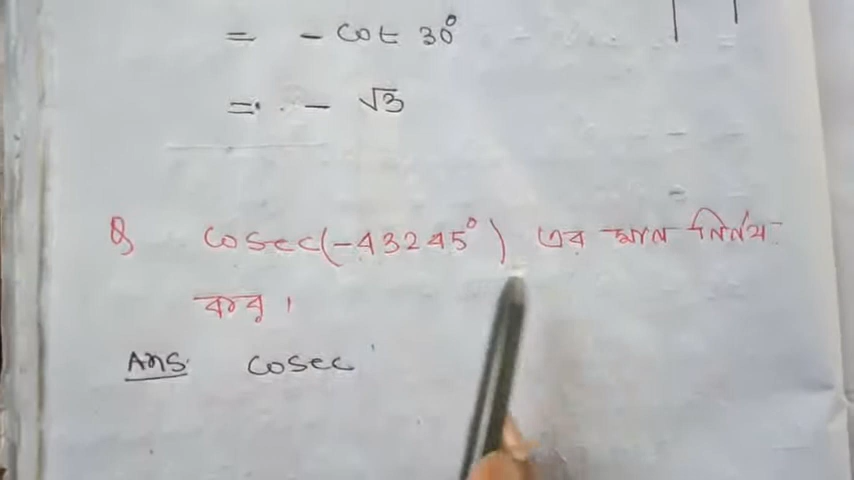 = - cot 30°
= - √3
Q cosec(-43245°) এর মান নির্ণয়
কর।
Ans. cosec